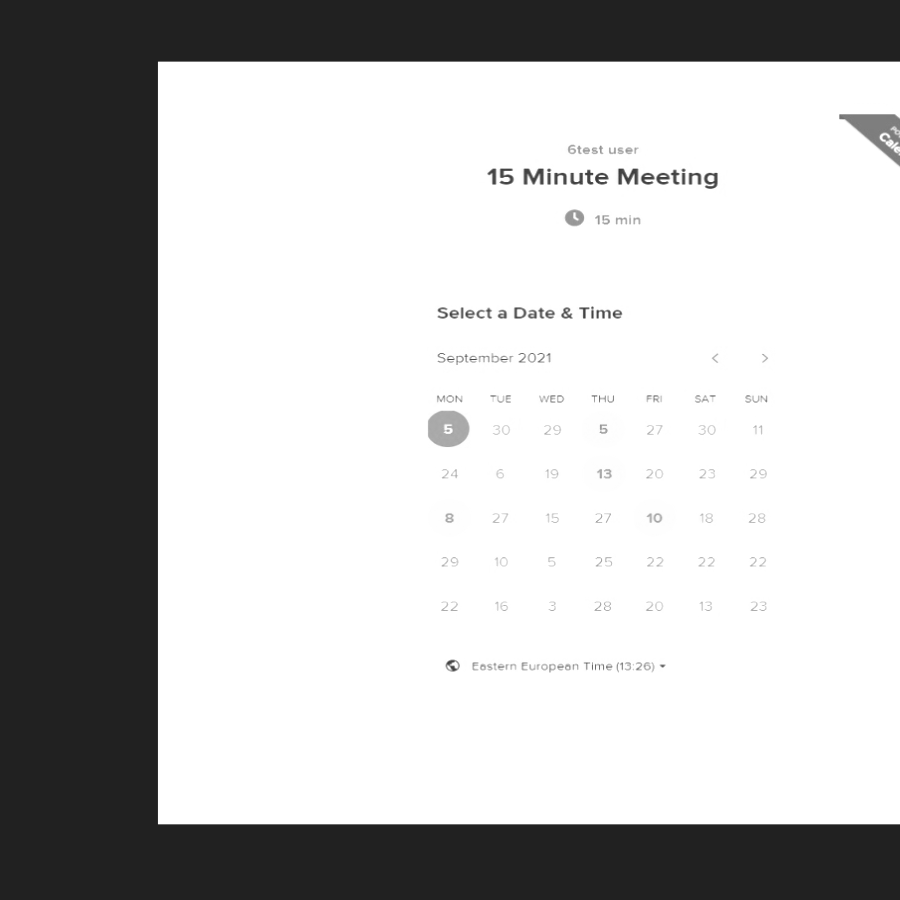 6test user
15 Minute Meeting
15 min
Select a Date & Time
September 2021
MON TUE WED THU FRI SAT SUN
5 30 29 5 27 30 11
24 6 19 13 20 23 29
8 27 15 27 10 18 28
29 10 5 25 22 22 22
22 16 3 28 20 13 23
Eastern European Time (13:26)